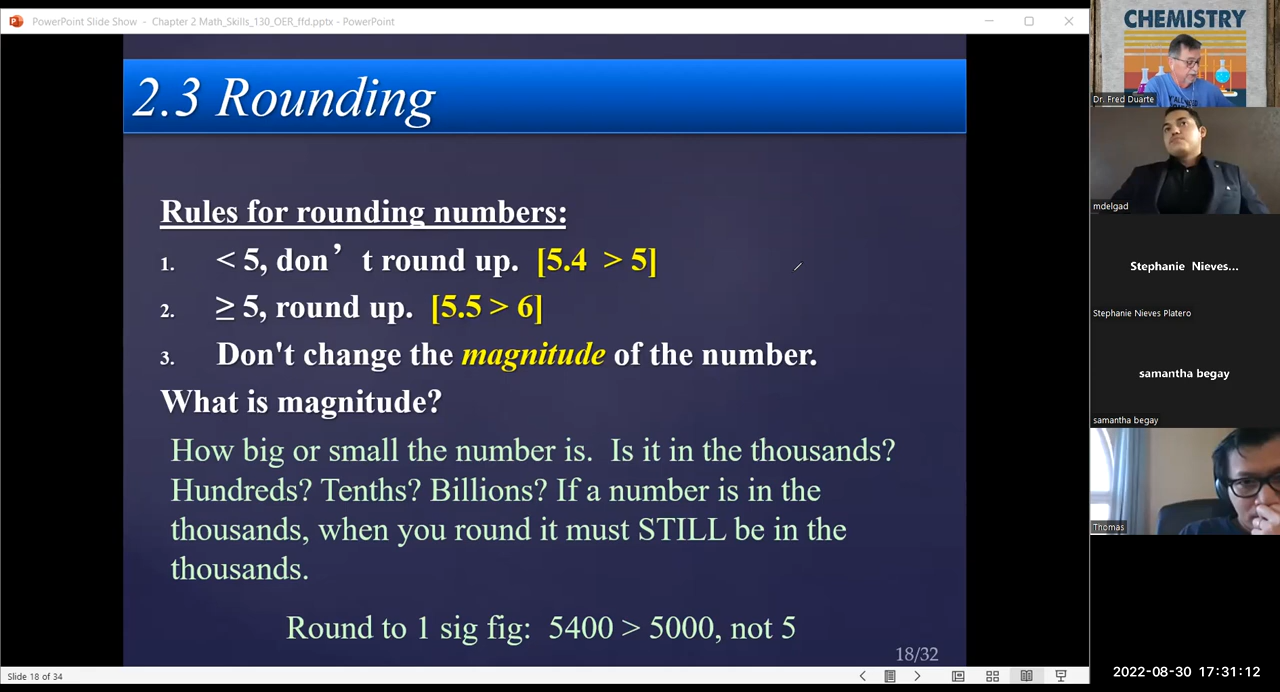 PowerPoint Slide Show - Chapter 2 Math_Skills_130_OER_ffd.pptx - PowerPoint
2.3 Rounding
Rules for rounding numbers:
1. < 5, don’ t round up. [5.4 > 5]
2. ≥ 5, round up. [5.5 > 6]
3. Don't change the magnitude of the number.
What is magnitude?
How big or small the number is. Is it in the thousands?
Hundreds? Tenths? Billions? If a number is in the
thousands, when you round it must STILL be in the
thousands.
Round to 1 sig fig: 5400 > 5000, not 5
18/32
Slide 18 of 34
CHEMISTRY
Dr. Fred Duarte
mdelgad
Stephanie Nieves...
Stephanie Nieves Platero
samantha begay
samantha begay
Thomas
2022-08-30 17:31:12